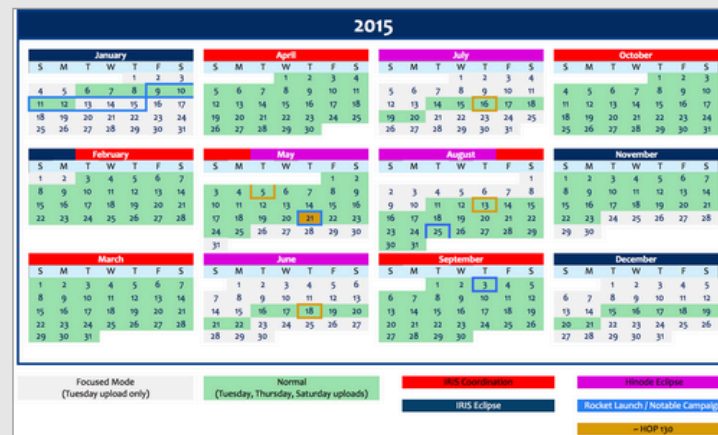 2015
January April July October
S M T W T F S S M T W T F S S M T W T F S S M T W T F S
1 2 3 1 2 3 4 1 2 3 4 1 2 3
4 5 6 7 8 9 10 5 6 7 8 9 10 11 5 6 7 8 9 10 11 4 5 6 7 8 9 10
11 12 13 14 15 16 17 12 13 14 15 16 17 18 12 13 14 15 16 17 18 11 12 13 14 15 16 17
18 19 20 21 22 23 24 19 20 21 22 23 24 25 19 20 21 22 23 24 25 18 19 20 21 22 23 24
25 26 27 28 29 30 31 26 27 28 29 30 26 27 28 29 30 31 25 26 27 28 29 30 31
February May August November
S M T W T F S S M T W T F S S M T W T F S S M T W T F S
1 2 3 4 5 6 7 1 2 1 1 2 3 4 5 6 7
8 9 10 11 12 13 14 3 4 5 6 7 8 9 2 3 4 5 6 7 8 8 9 10 11 12 13 14
15 16 17 18 19 20 21 10 11 12 13 14 15 16 9 10 11 12 13 14 15 15 16 17 18 19 20 21
22 23 24 25 26 27 28 17 18 19 20 21 22 23 16 17 18 19 20 21 22 22 23 24 25 26 27 28
24 25 26 27 28 29 30 23 24 25 26 27 28 29 29 30
31 30 31
March June September December
S M T W T F S S M T W T F S S M T W T F S S M T W T F S
1 2 3 4 5 6 7 1 2 3 4 5 6 1 2 3 4 5 1 2 3 4 5
8 9 10 11 12 13 14 7 8 9 10 11 12 13 6 7 8 9 10 11 12 6 7 8 9 10 11 12
15 16 17 18 19 20 21 14 15 16 17 18 19 20 13 14 15 16 17 18 19 13 14 15 16 17 18 19
22 23 24 25 26 27 28 21 22 23 24 25 26 27 20 21 22 23 24 25 26 20 21 22 23 24 25 26
29 30 31 28 29 30 27 28 29 30 27 28 29 30 31
Focused Mode
(Tuesday upload only)
Normal
(Tuesday, Thursday, Saturday uploads)
IRIS Coordination
Hinode Eclipse
IRIS Eclipse
Rocket Launch / Notable Campaig
~ HOP 130